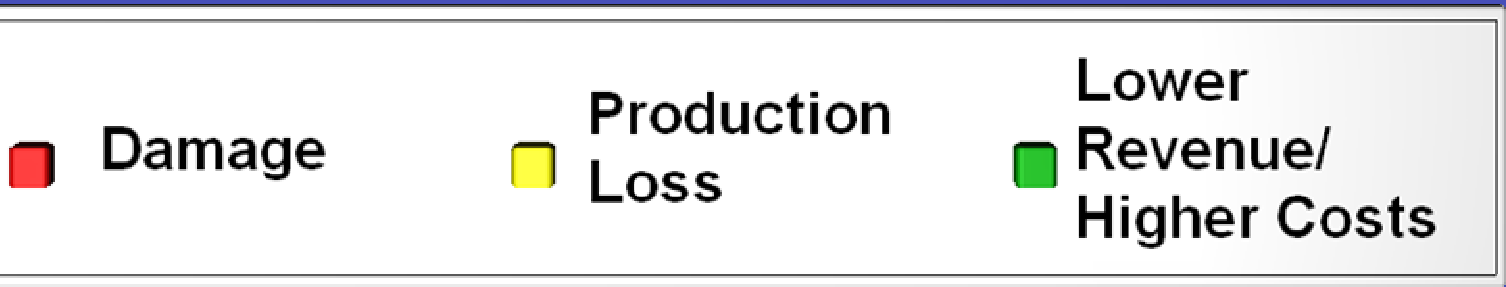 Damage
Production
Loss
Lower
Revenue/
Higher Costs